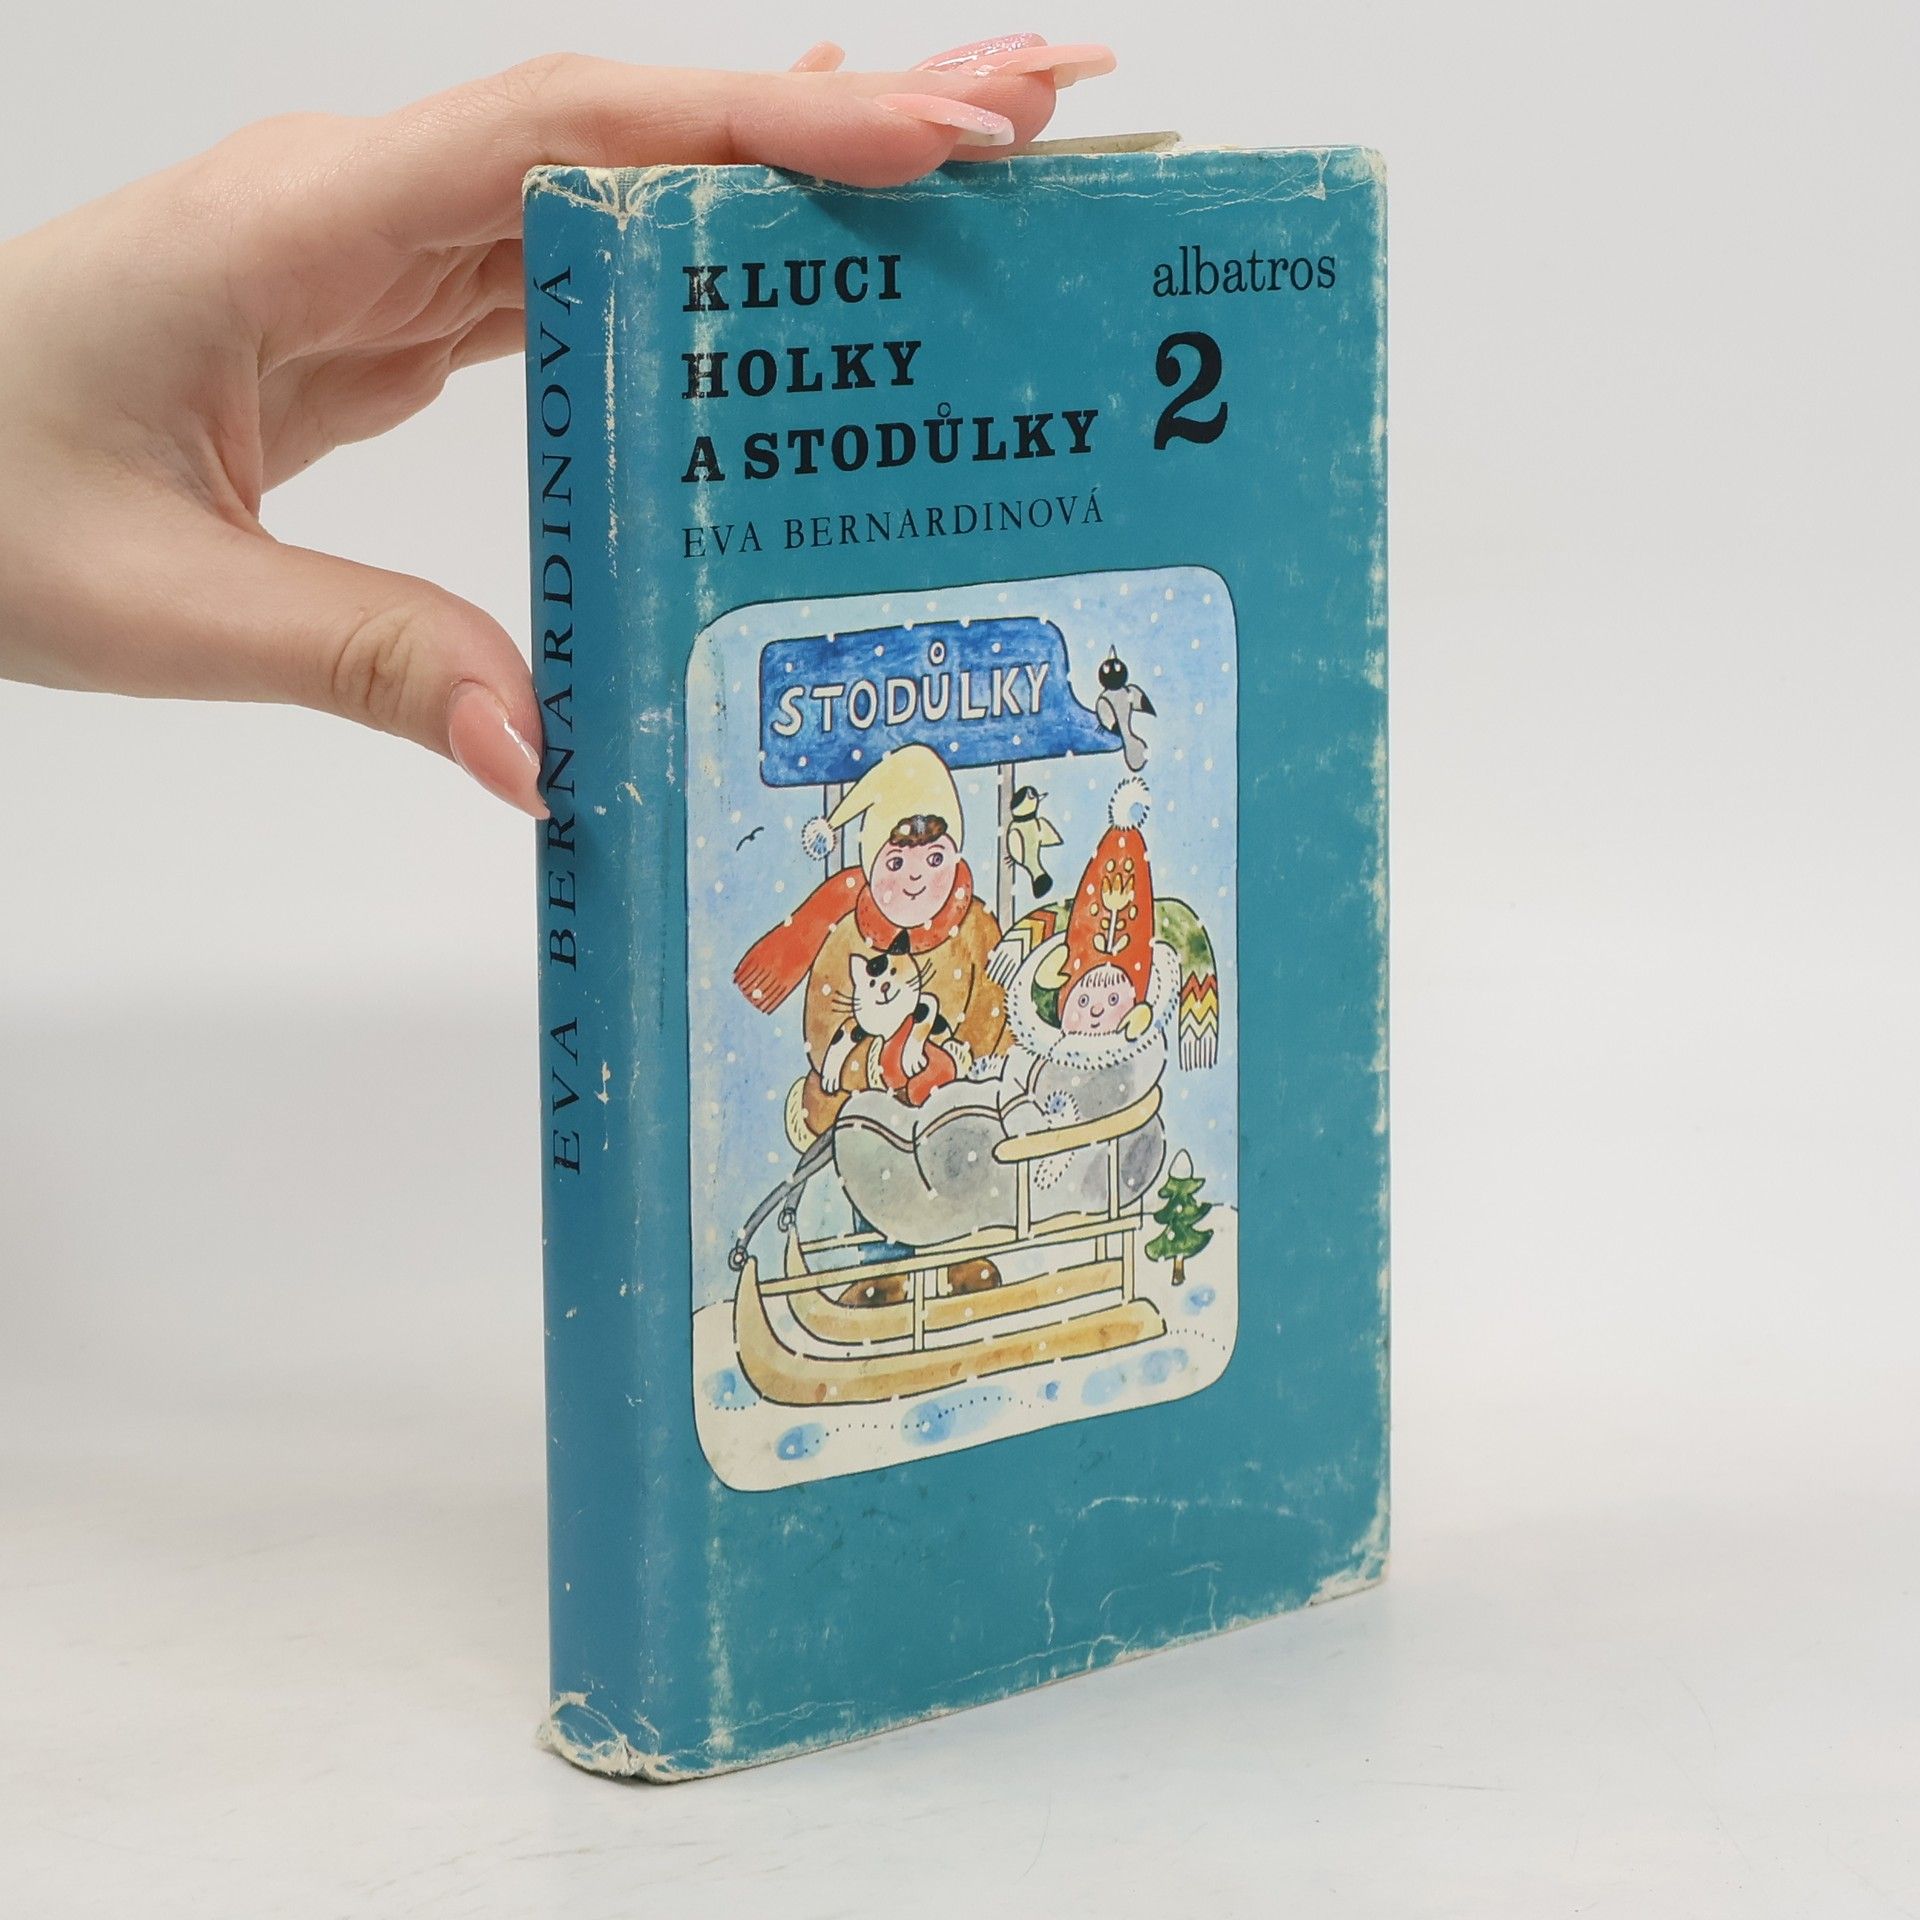 EVA BERNARDINOVÁ
KLUCI
HOLKY
A STODŮLKY
albatros
2
EVA BERNARDINOVÁ
STODŮLKY